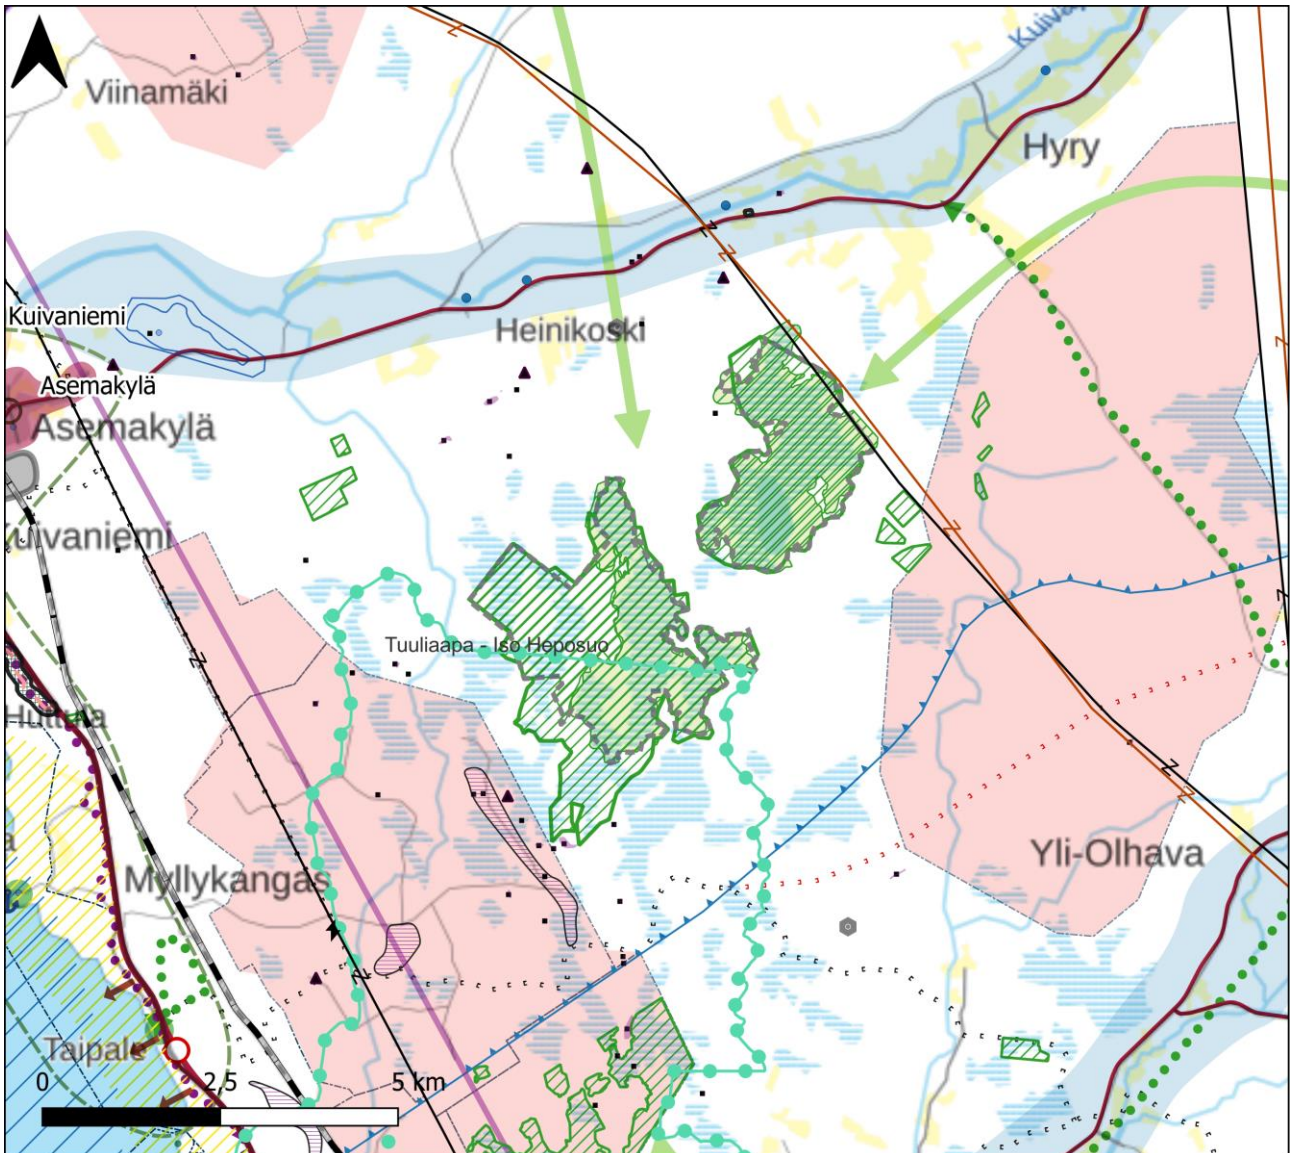 Kuiva
Viinamäki
Hyry
Kuivaniemi
Heinikoski
Asemakylä
Asemakylä
Kuivaniemi
Tuuliaapa - Iso Heposuo
Huttula
Yli-Olhava
Myllykangas
Taipale
0 2,5 5 km